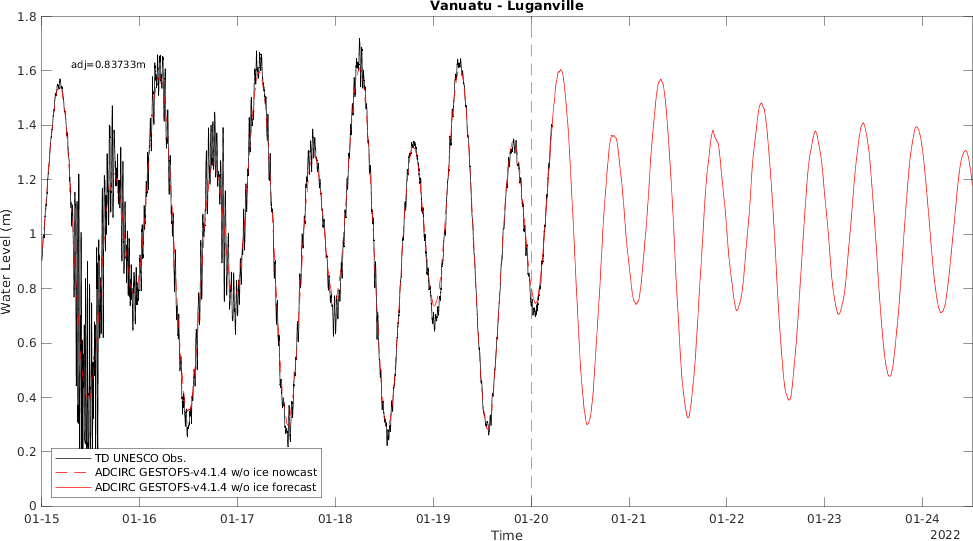 Vanuatu - Luganville
adj=0.83733m
Water Level (m)
1.8
1.6
1.4
1.2
1
0.8
0.6
0.4
0.2
0
TD UNESCO Obs.
ADCIRC GESTOFS-v4.1.4 w/o ice nowcast
ADCIRC GESTOFS-v4.1.4 w/o ice forecast
01-15 01-16 01-17 01-18 01-19 01-20 01-21 01-22 01-23 01-24
Time
2022